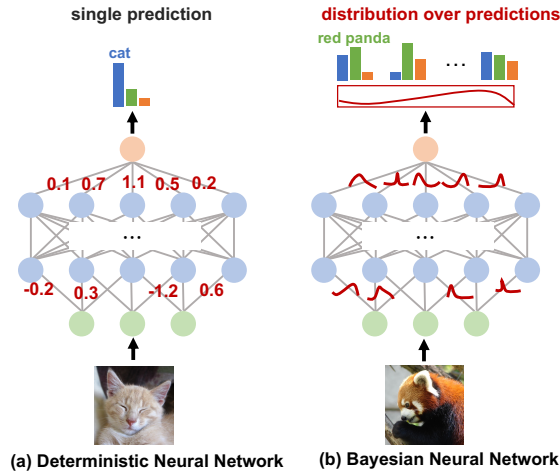 single prediction
distribution over predictions
cat
red panda
...
0.1 0.7 1.1 0.5 0.2
...
...
-0.2 0.3 -1.2 0.6
(a) Deterministic Neural Network
(b) Bayesian Neural Network